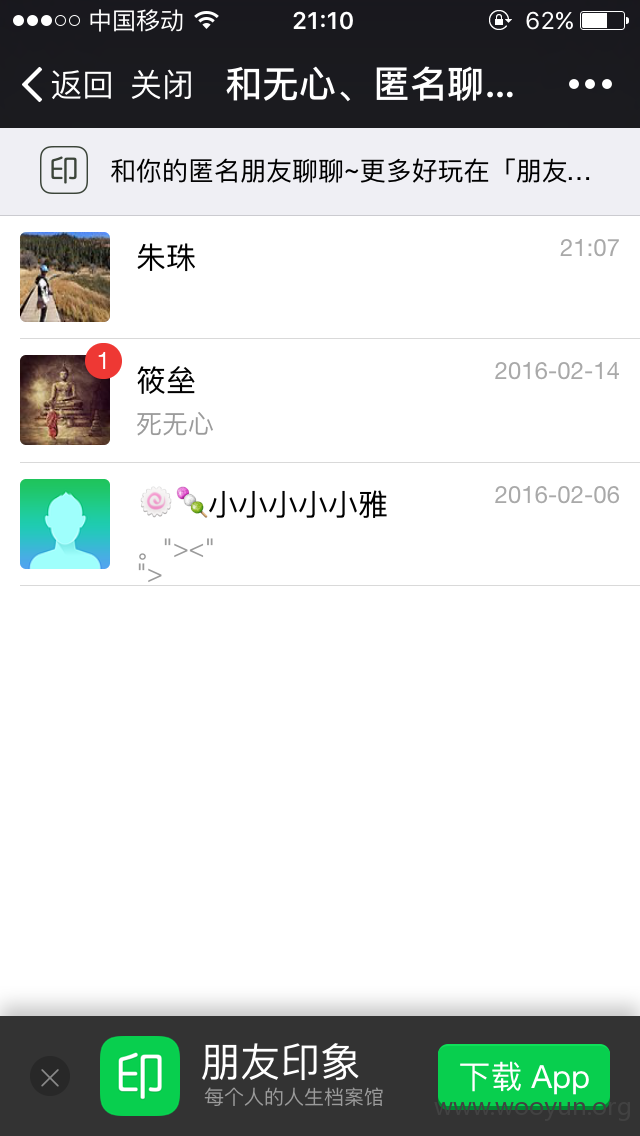 中国移动 21:10 62%
返回 关闭 和无心、匿名聊...
印 和你的匿名朋友聊聊~更多好玩在「朋友...
朱珠 21:07
1
筱垒 2016-02-14
死无心
🍥🍡小小小小小雅 2016-02-06
。"><"
">
印 朋友印象 下载 App
每个人的人生档案馆
www.wooyun.org